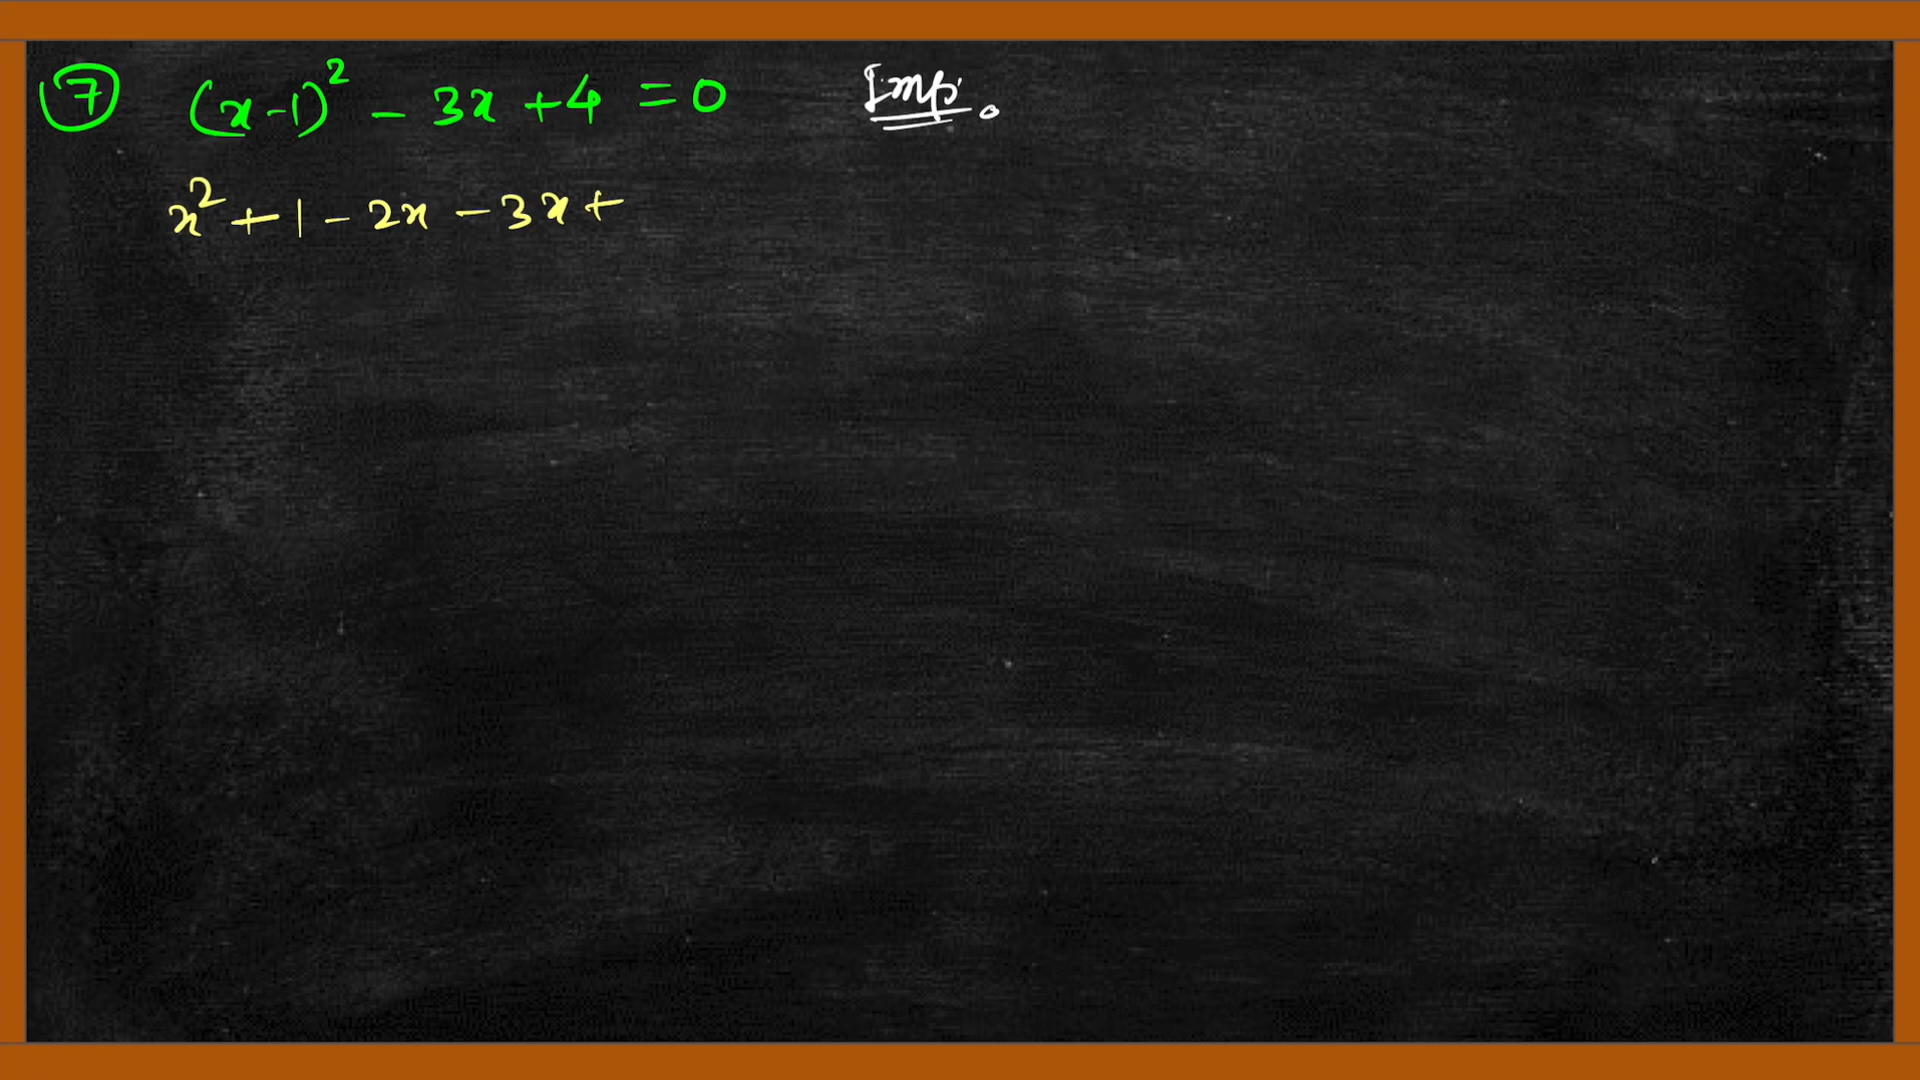 7 (x-1)² - 3x + 4 = 0 Imp.
x² + 1 - 2x - 3x +